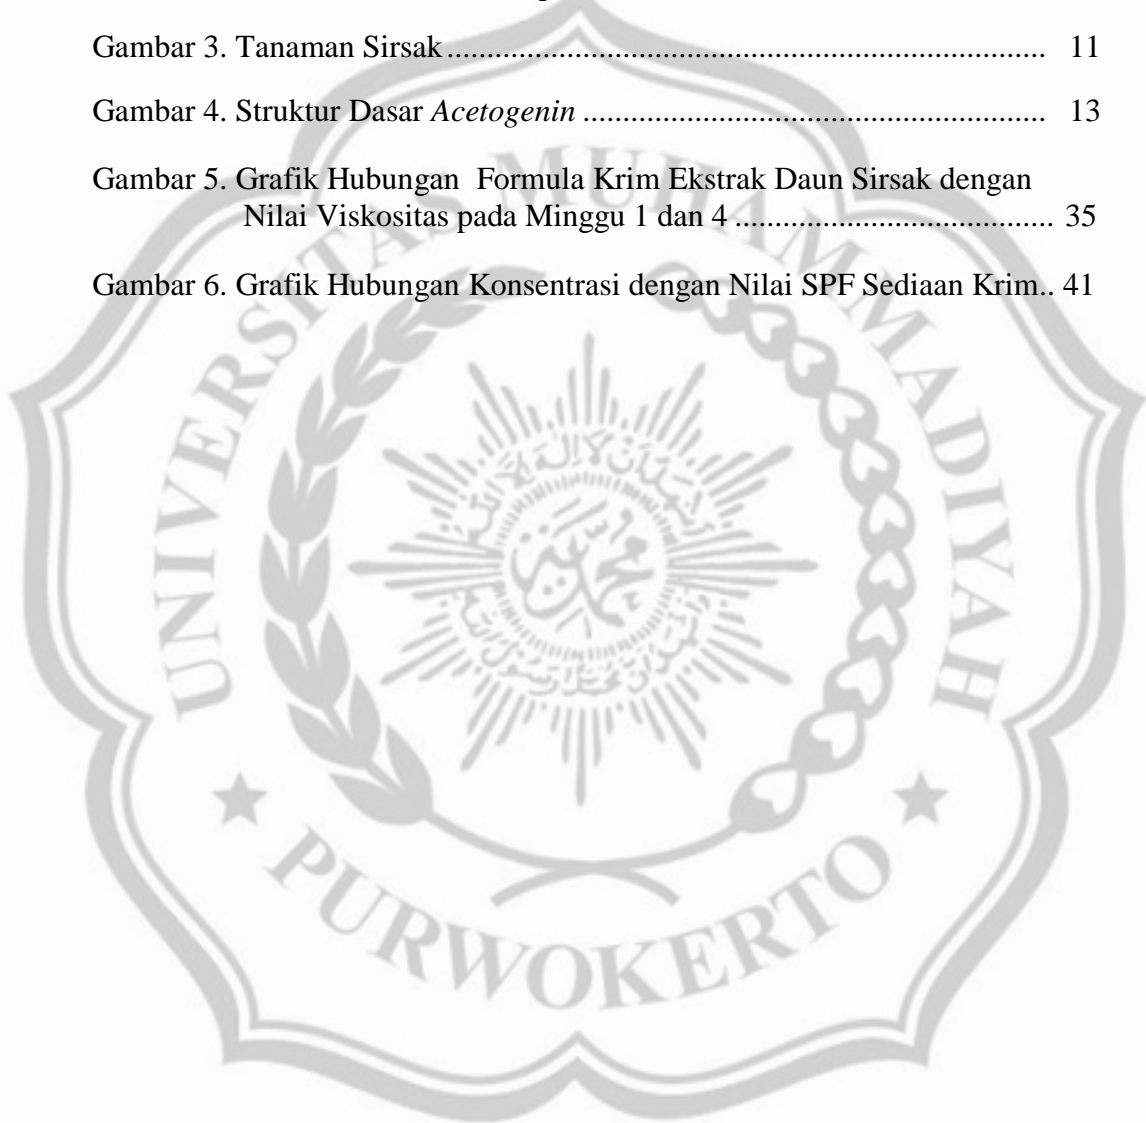 Gambar 3. Tanaman Sirsak........................................................................... 11
Gambar 4. Struktur Dasar Acetogenin .......................................................... 13
Gambar 5. Grafik Hubungan Formula Krim Ekstrak Daun Sirsak dengan
Nilai Viskositas pada Minggu 1 dan 4 ........................................ 35
Gambar 6. Grafik Hubungan Konsentrasi dengan Nilai SPF Sediaan Krim.. 41
UNIVERSITAS MUHAMMADIYAH
PURWOKERTO